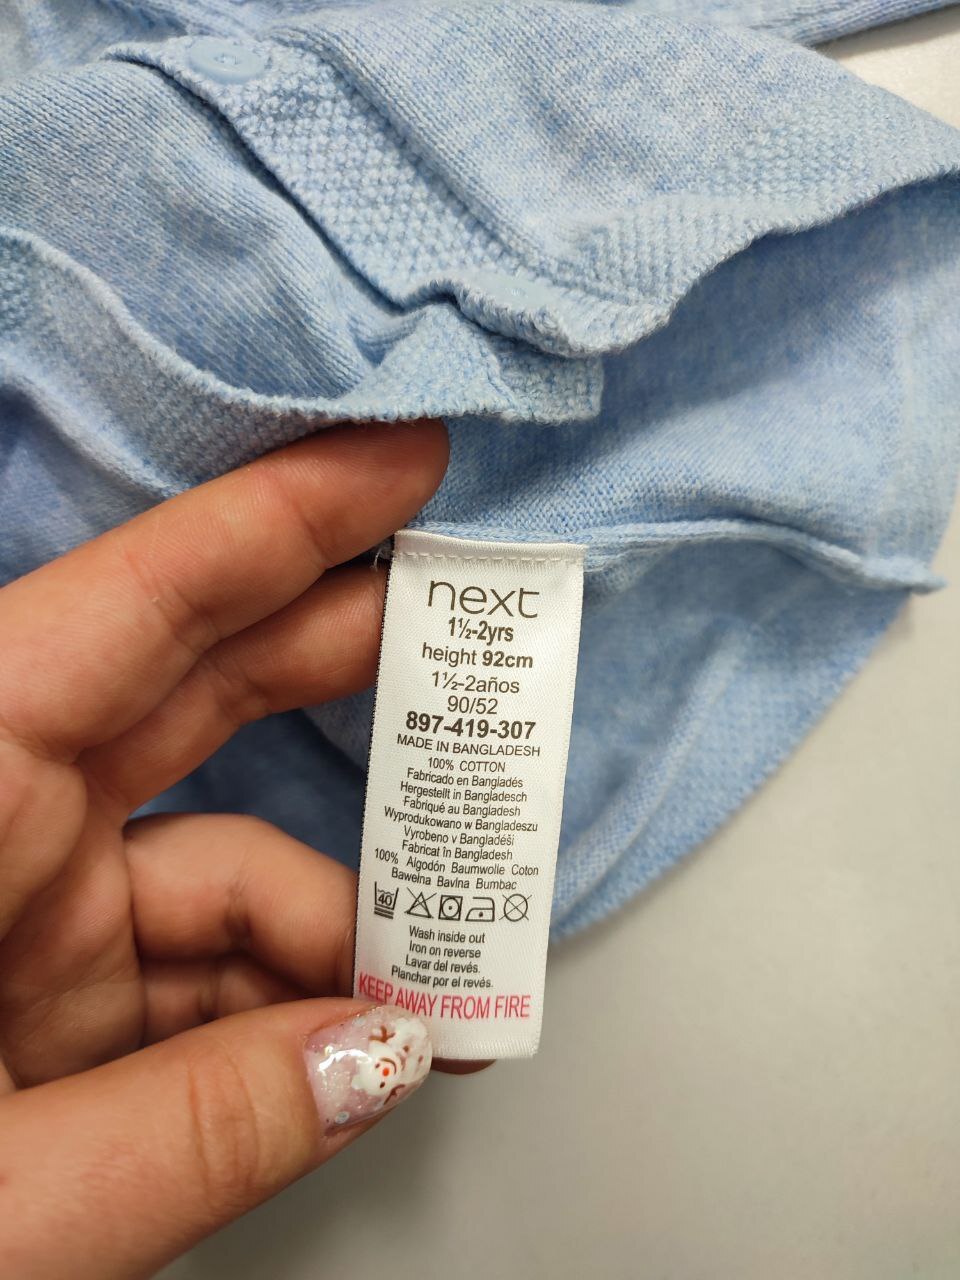 next
1½-2yrs
height 92cm
1½-2años
90/52
897-419-307
MADE IN BANGLADESH
100% COTTON
Fabricado en Bangladés
Hergestellt in Bangladesch
Fabriqué au Bangladesh
Wyprodukowano w Bangladeszu
Vyrobeno v Bangladéši
Fabricat în Bangladesh
100% Algodón Baumwolle Coton
Bawełna Bavlna Bumbac
40
Wash inside out
Iron on reverse
Lavar del revés.
Planchar por el revés.
KEEP AWAY FROM FIRE